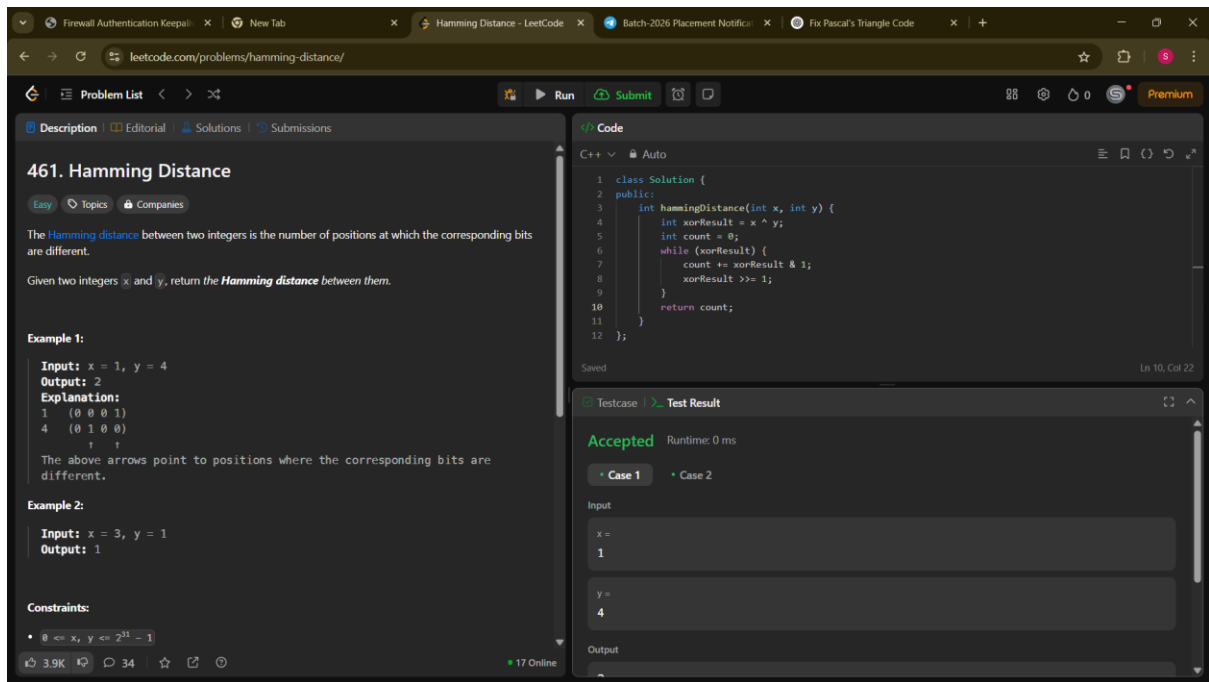 Firewall Authentication Keepali
New Tab
Hamming Distance - LeetCode
Batch-2026 Placement Notificat
Fix Pascal's Triangle Code
leetcode.com/problems/hamming-distance/
S
Problem List
Run
Submit
0
Premium
Description
Editorial
Solutions
Submissions
461. Hamming Distance
Easy
Topics
Companies
The Hamming distance between two integers is the number of positions at which the corresponding bits
are different.
Given two integers x and y, return the Hamming distance between them.
Example 1:
Input: x = 1, y = 4
Output: 2
Explanation:
1   (0 0 0 1)
4   (0 1 0 0)
       ↑   ↑
The above arrows point to positions where the corresponding bits are
different.
Example 2:
Input: x = 3, y = 1
Output: 1
Constraints:
• 0 <= x, y <= 2^31 - 1
3.9K
34
17 Online
</> Code
C++
Auto
1 class Solution {
2 public:
3     int hammingDistance(int x, int y) {
4         int xorResult = x ^ y;
5         int count = 0;
6         while (xorResult) {
7             count += xorResult & 1;
8             xorResult >>= 1;
9         }
10         return count;
11     }
12 };
Saved
Ln 10, Col 22
Testcase
>_ Test Result
Accepted
Runtime: 0 ms
• Case 1
• Case 2
Input
x =
1
y =
4
Output